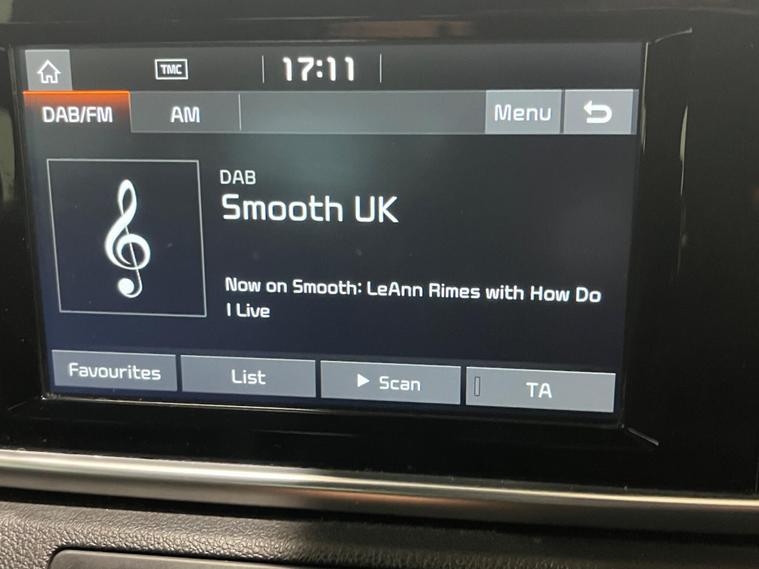 TMC
17:11
DAB/FM
AM
Menu
DAB
Smooth UK
Now on Smooth: LeAnn Rimes with How Do
I Live
Favourites
List
Scan
TA